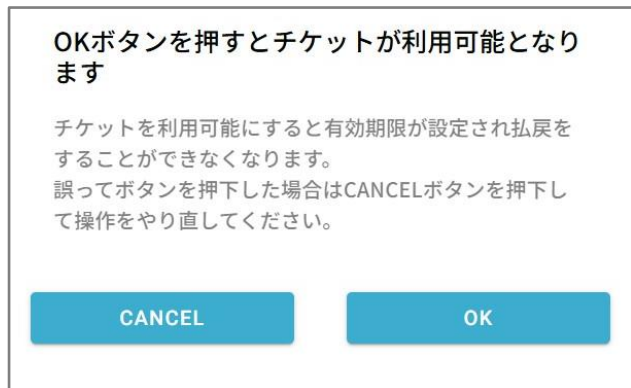 OKボタンを押すとチケットが利用可能となり
ます
チケットを利用可能にすると有効期限が設定され払戻を
することができなくなります。
誤ってボタンを押下した場合はCANCELボタンを押下し
て操作をやり直してください。
CANCEL
OK